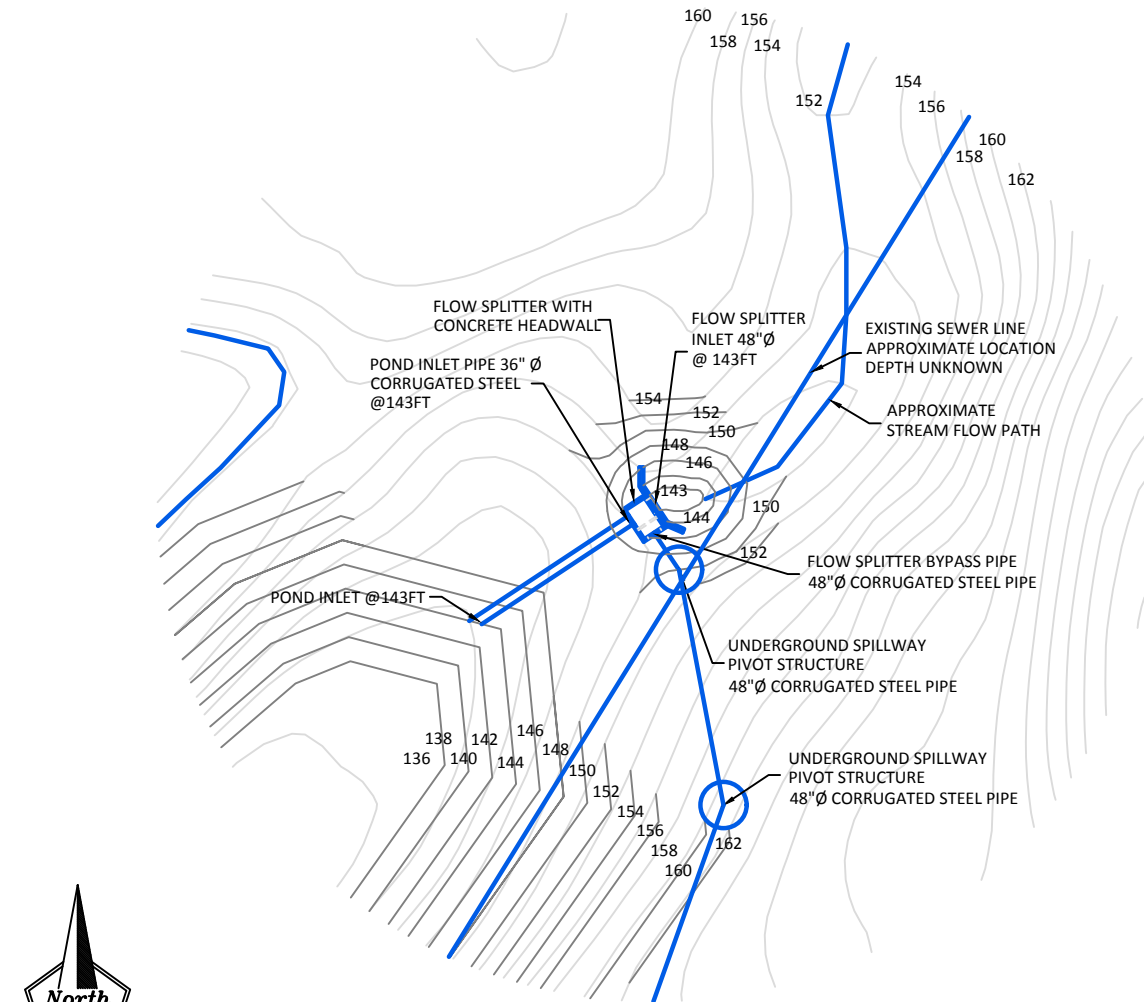 160
156
158
154
152
154
156
160
158
162
FLOW SPLITTER WITH
CONCRETE HEADWALL
FLOW SPLITTER
INLET 48"Ø
@ 143FT
EXISTING SEWER LINE
APPROXIMATE LOCATION
DEPTH UNKNOWN
POND INLET PIPE 36" Ø
CORRUGATED STEEL
@143FT
APPROXIMATE
STREAM FLOW PATH
154
152
150
148
146
143
144
150
152
FLOW SPLITTER BYPASS PIPE
48"Ø CORRUGATED STEEL PIPE
POND INLET @143FT
UNDERGROUND SPILLWAY
PIVOT STRUCTURE
48"Ø CORRUGATED STEEL PIPE
138
142
146
136
140
144
148
150
152
154
156
158
160
162
UNDERGROUND SPILLWAY
PIVOT STRUCTURE
48"Ø CORRUGATED STEEL PIPE
North